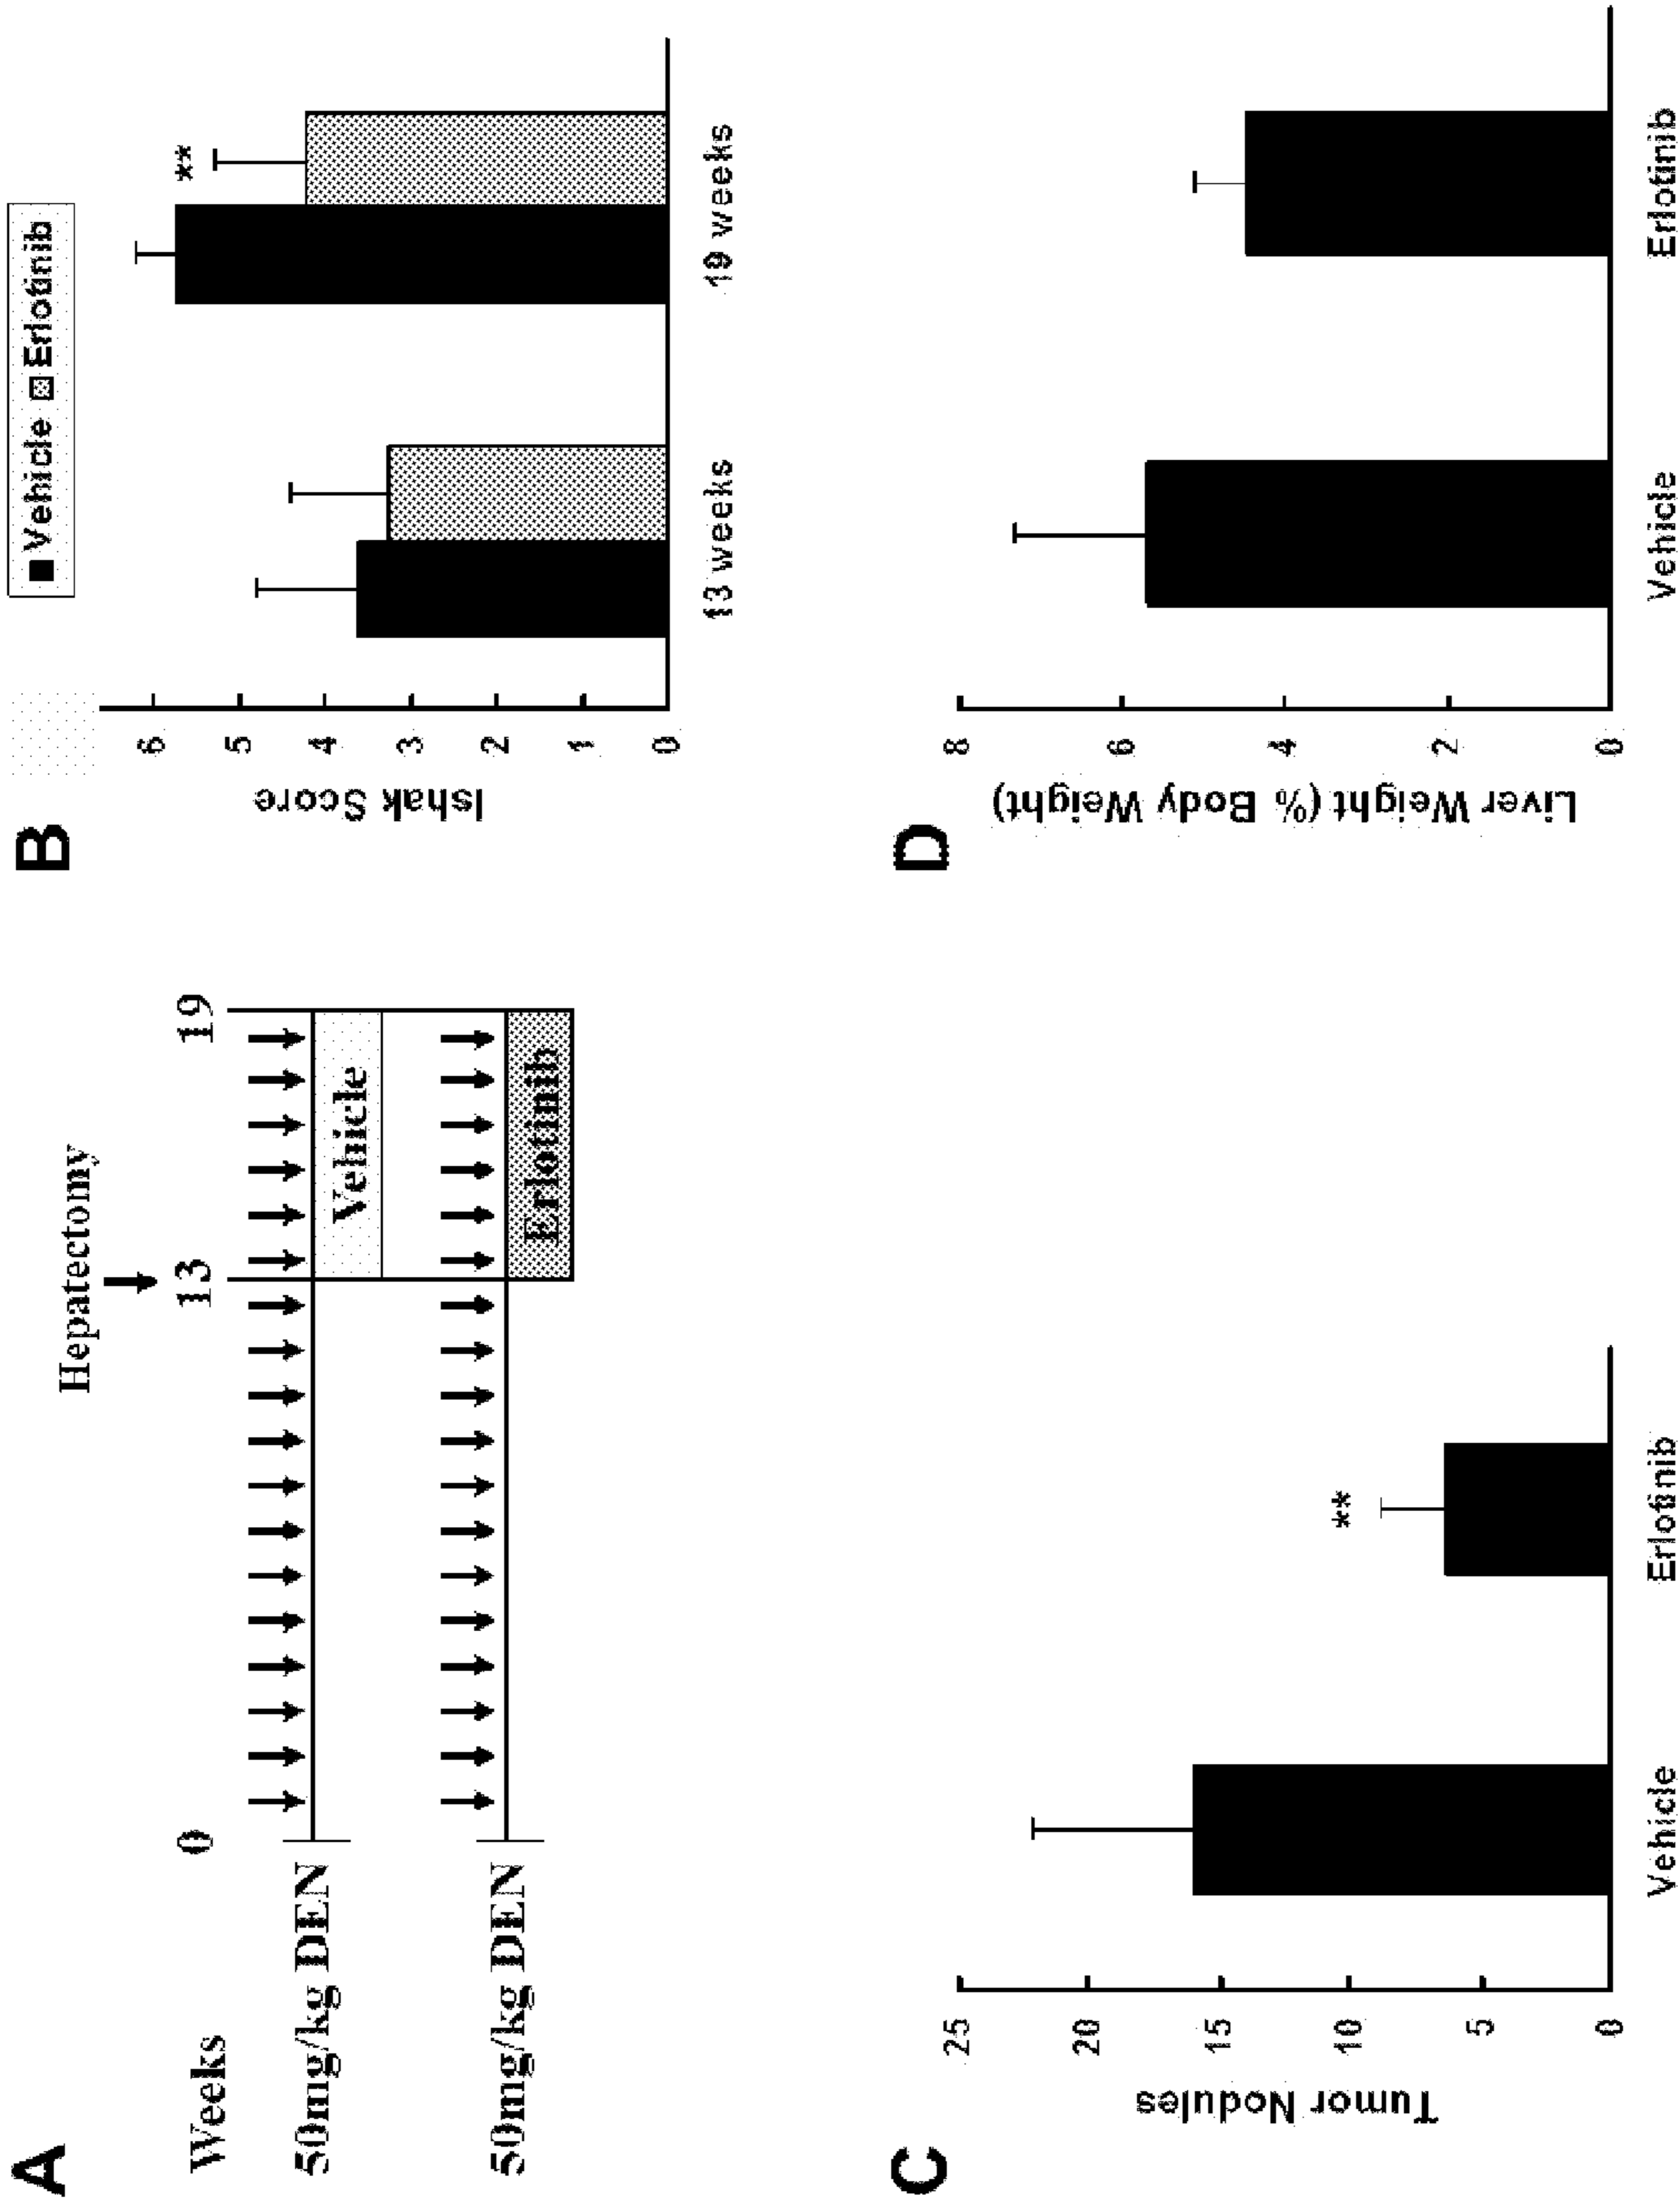 A
Hepatectomy
Weeks 0 13 19
50mg/kg DEN
Vehicle
50mg/kg DEN
Erlotinib
B
Vehicle Erlotinib
Ishak Score
6
5
4
3
2
1
0
13 weeks 19 weeks
**
C
Tumor Nodules
25
20
15
10
5
0
Vehicle Erlotinib
**
D
Liver Weight (% Body Weight)
8
6
4
2
0
Vehicle Erlotinib